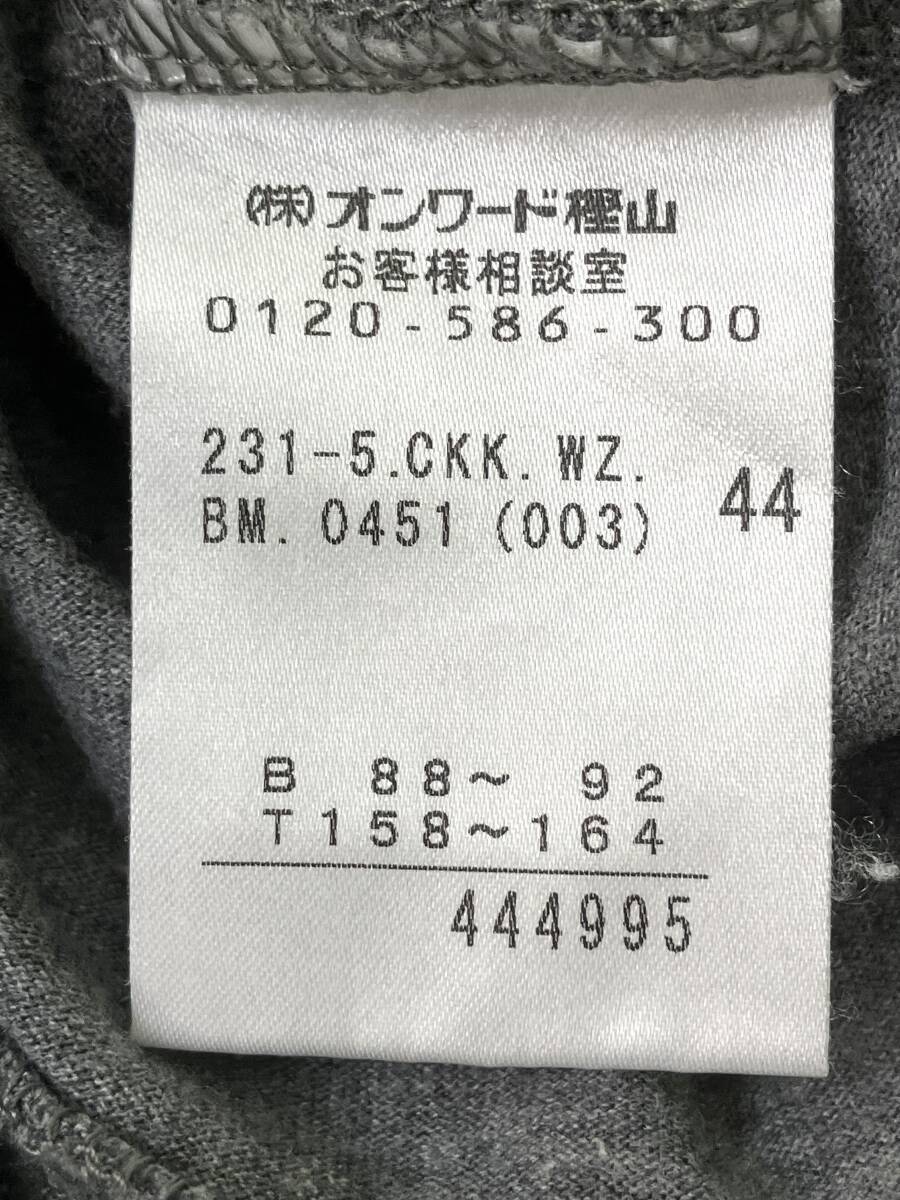 (株)オンワード樫山
お客様相談室
0120-586-300
231-5.CKK.WZ.
BM.0451(003) 44
B 88〜 92
T158〜164
444995